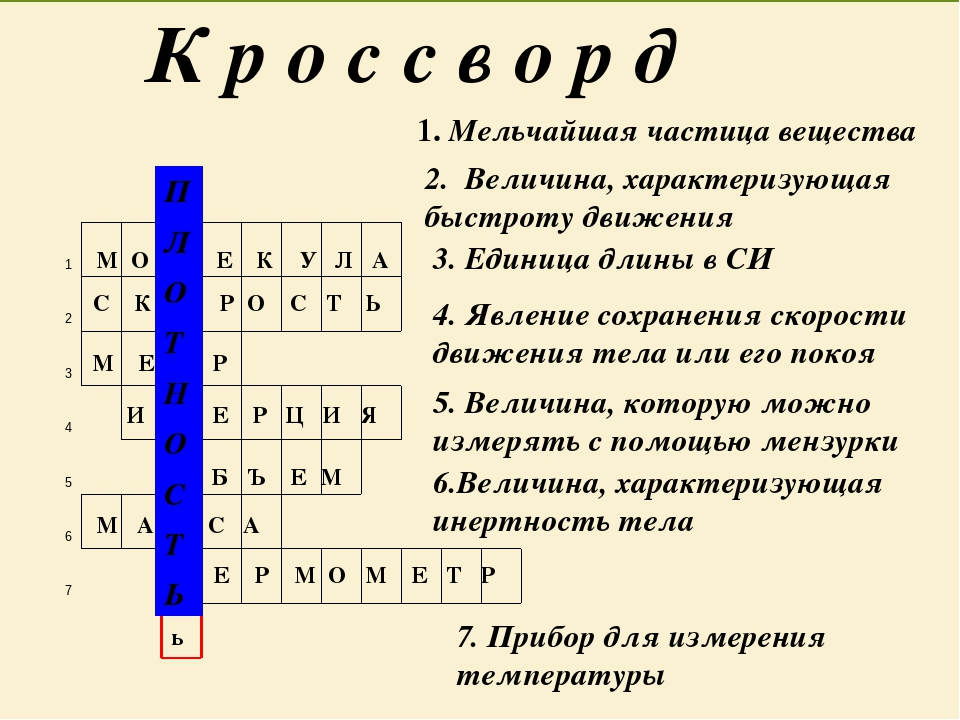 К р о с с в о р д
1. Мельчайшая частица вещества
2. Величина, характеризующая
быстроту движения
3. Единица длины в СИ
4. Явление сохранения скорости
движения тела или его покоя
5. Величина, которую можно
измерять с помощью мензурки
6.Величина, характеризующая
инертность тела
7. Прибор для измерения
температуры
П
Л
О
Т
Н
О
С
Т
Ь
1 М О Е К У Л А
2 С К Р О С Т Ь
3 М Е Р
4 И Е Р Ц И Я
5 Б Ъ Е М
6 М А С А
7 Е Р М О М Е Т Р
ь